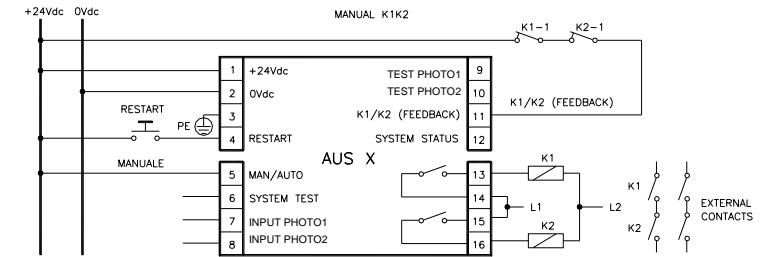 +24Vdc 0Vdc
MANUAL K1K2
K1-1 K2-1
1 +24Vdc
2 0Vdc
3
4 RESTART
RESTART
PE
TEST PHOTO1 9
TEST PHOTO2 10
K1/K2 (FEEDBACK) 11
SYSTEM STATUS 12
K1/K2 (FEEDBACK)
AUS X
MANUALE
5 MAN/AUTO
6 SYSTEM TEST
7 INPUT PHOTO1
8 INPUT PHOTO2
13
14
15
16
K1
L1
K2
L2
K1
K2
EXTERNAL
CONTACTS